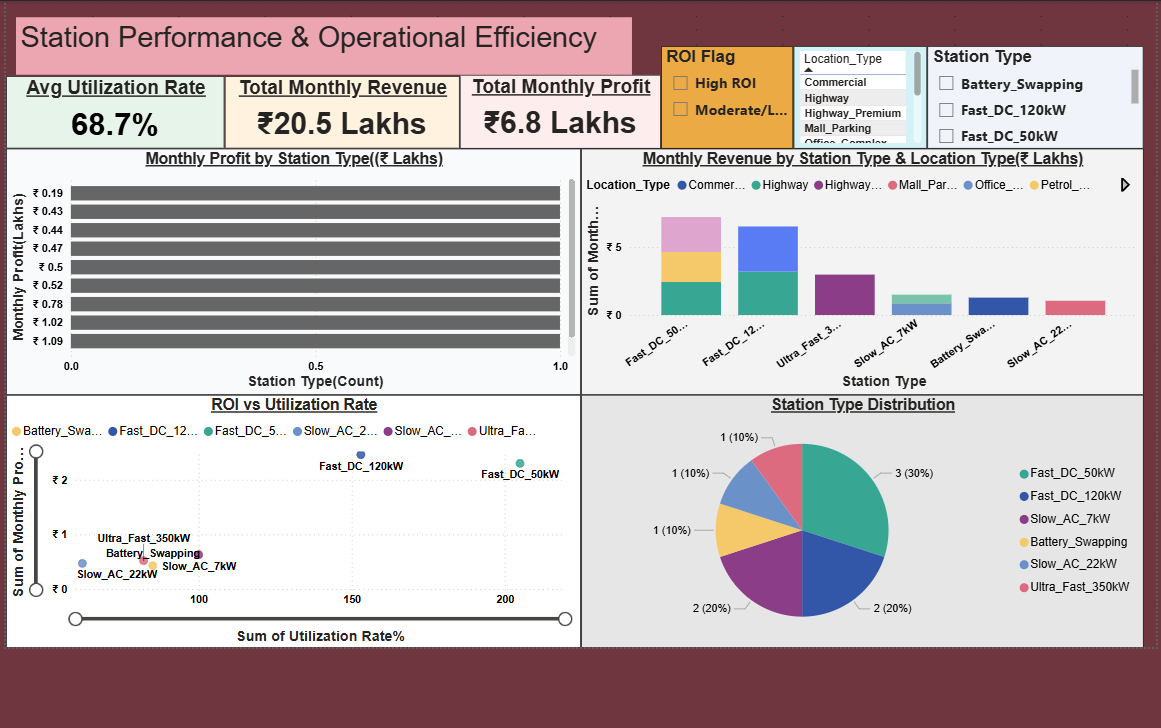 Station Performance & Operational Efficiency
Avg Utilization Rate
68.7%
Total Monthly Revenue
₹20.5 Lakhs
Total Monthly Profit
₹6.8 Lakhs
ROI Flag
High ROI
Moderate/L...
Location_Type
Commercial
Highway
Highway_Premium
Mall_Parking
Office_Complex
Station Type
Battery_Swapping
Fast_DC_120kW
Fast_DC_50kW
Monthly Profit by Station Type((₹ Lakhs)
Monthly Profit(Lakhs)
₹ 0.19
₹ 0.43
₹ 0.44
₹ 0.47
₹ 0.5
₹ 0.52
₹ 0.78
₹ 1.02
₹ 1.09
0.0 0.5 1.0
Station Type(Count)
Monthly Revenue by Station Type & Location Type(₹ Lakhs)
Location_Type Commer... Highway Highway... Mall_Par... Office_... Petrol_...
Sum of Month...
₹ 5
₹ 0
Fast_DC_50...
Fast_DC_12...
Ultra_Fast_3...
Slow_AC_7kW
Battery_Swa...
Slow_AC_22...
Station Type
ROI vs Utilization Rate
Battery_Swa... Fast_DC_12... Fast_DC_5... Slow_AC_2... Slow_AC_... Ultra_Fa...
Sum of Monthly Pro...
₹ 2
₹ 1
₹ 0
Fast_DC_120kW
Fast_DC_50kW
Ultra_Fast_350kW
Battery_Swapping
Slow_AC_7kW
Slow_AC_22kW
100 150 200
Sum of Utilization Rate%
Station Type Distribution
1 (10%)
3 (30%)
1 (10%)
1 (10%)
2 (20%)
2 (20%)
Fast_DC_50kW
Fast_DC_120kW
Slow_AC_7kW
Battery_Swapping
Slow_AC_22kW
Ultra_Fast_350kW